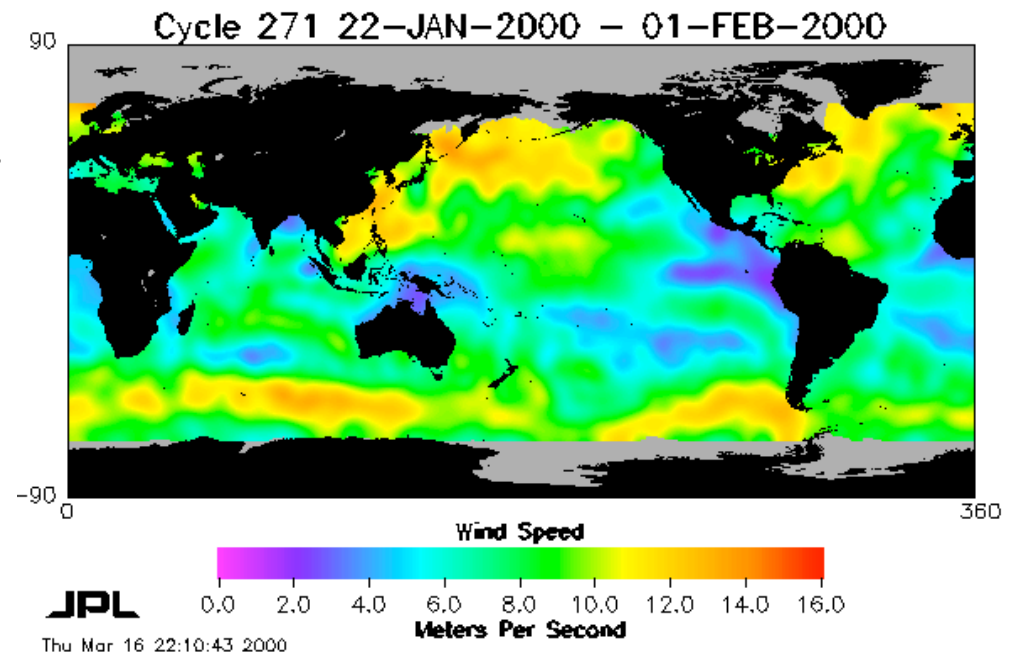 Cycle 271 22-JAN-2000 - 01-FEB-2000
90
-90
0 360
Wind Speed
0.0 2.0 4.0 6.0 8.0 10.0 12.0 14.0 16.0
Meters Per Second
JPL
Thu Mar 16 22:10:43 2000